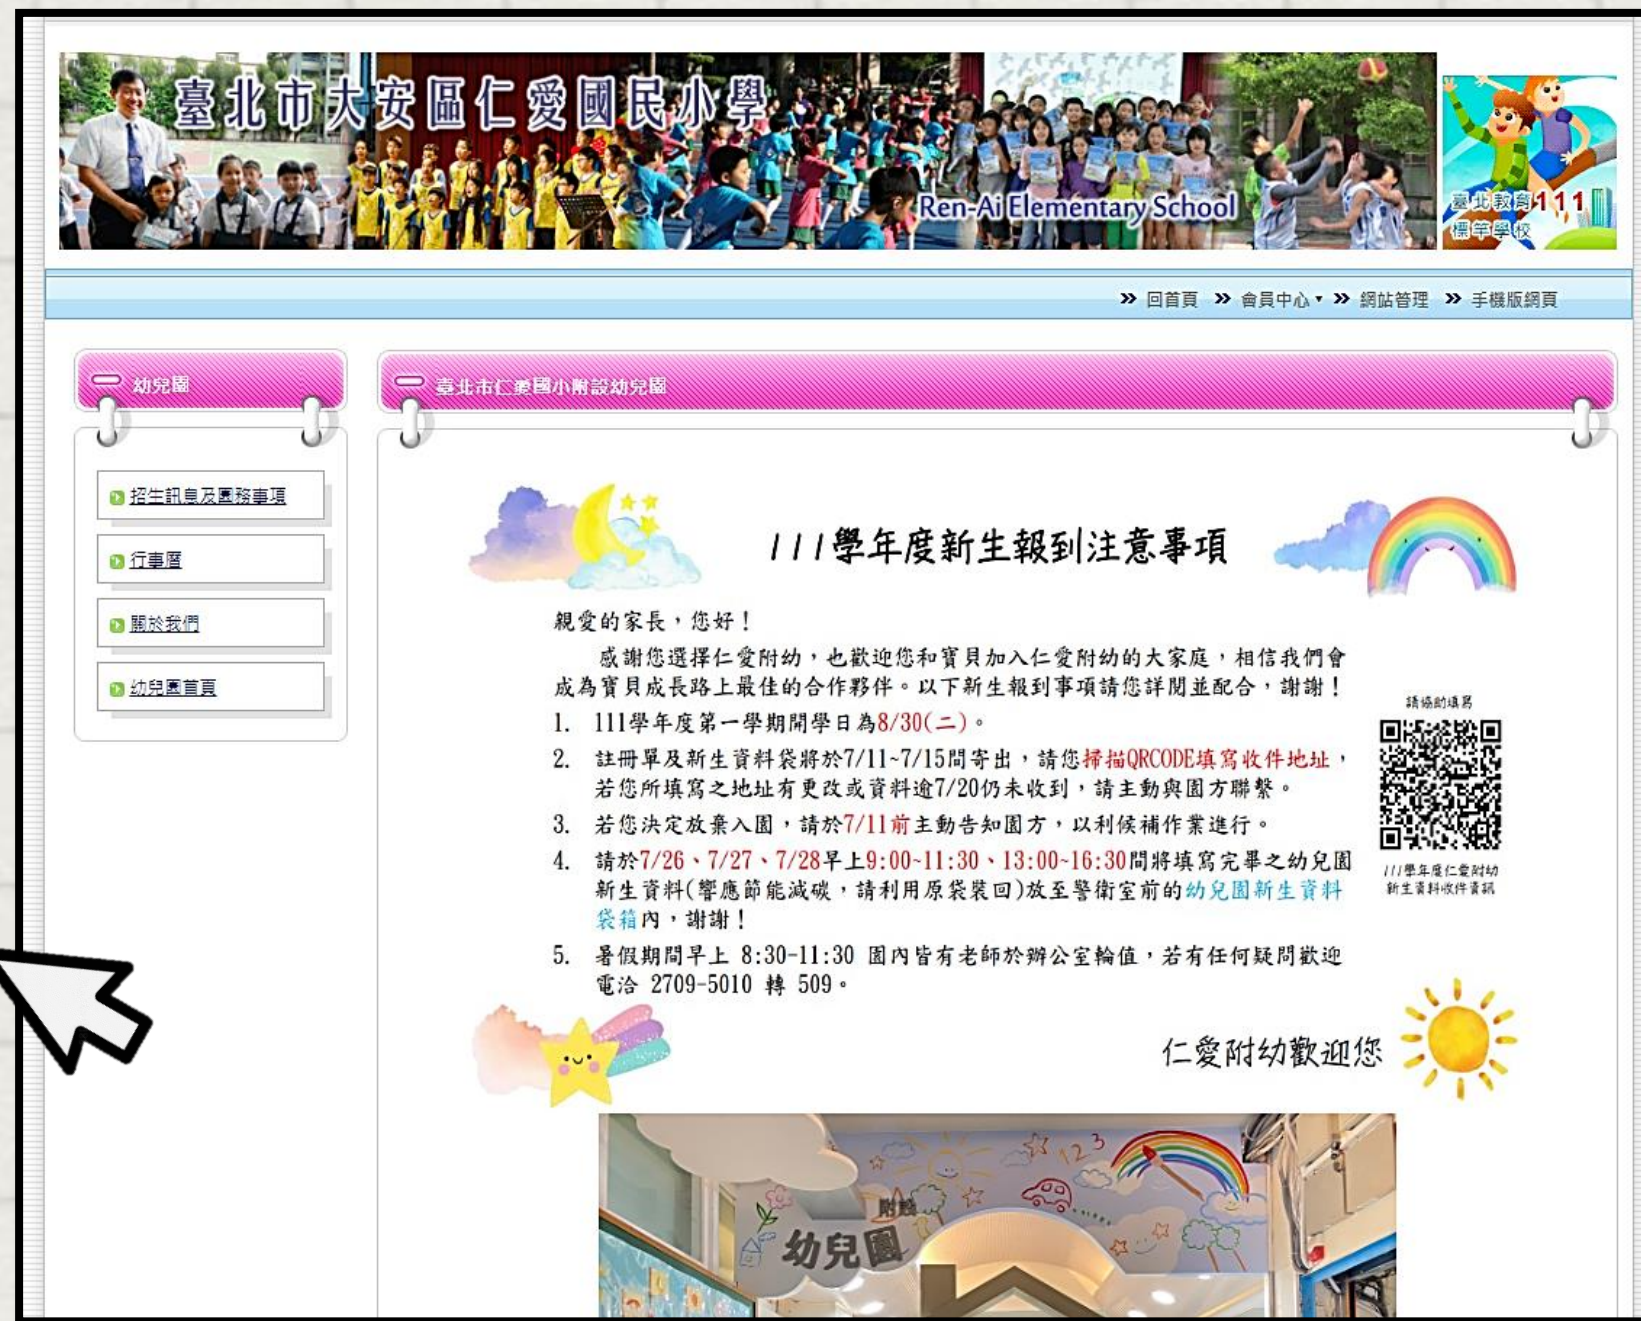 臺北市大安區仁愛國民小學
Ren-Ai Elementary School
臺北教育111
標竿學校
回首頁 會員中心 網站管理 手機版網頁
幼兒園
招生訊息及園務事項
行事曆
關於我們
幼兒園首頁
臺北市仁愛國小附設幼兒園
111學年度新生報到注意事項
親愛的家長，您好！
感謝您選擇仁愛附幼，也歡迎您和寶貝加入仁愛附幼的大家庭，相信我們會
成為寶貝成長路上最佳的合作夥伴。以下新生報到事項請您詳閱並配合，謝謝！
1. 111學年度第一學期開學日為8/30(二)。
2. 註冊單及新生資料袋將於7/11~7/15間寄出，請您掃描QRCODE填寫收件地址，
若您所填寫之地址有更改或資料逾7/20仍未收到，請主動與園方聯繫。
3. 若您決定放棄入園，請於7/11前主動告知園方，以利候補作業進行。
4. 請於7/26、7/27、7/28早上9:00~11:30、13:00~16:30間將填寫完畢之幼兒園
新生資料(響應節能減碳，請利用原袋裝回)放至警衛室前的幼兒園新生資料
袋箱內，謝謝！
5. 暑假期間早上 8:30-11:30 園內皆有老師於辦公室輪值，若有任何疑問歡迎
電洽 2709-5010 轉 509。
請協助填寫
111學年度仁愛附幼
新生資料收件資訊
仁愛附幼歡迎您
123
附設
幼兒園